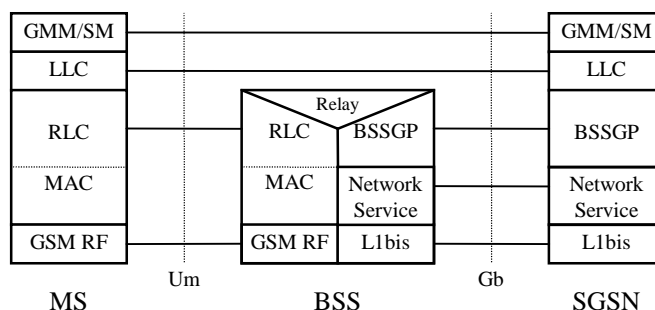 GMM/SM
GMM/SM
LLC
LLC
Relay
RLC
RLC
BSSGP
BSSGP
MAC
MAC
Network
Service
Network
Service
GSM RF
GSM RF
L1bis
L1bis
Um
Gb
MS
BSS
SGSN